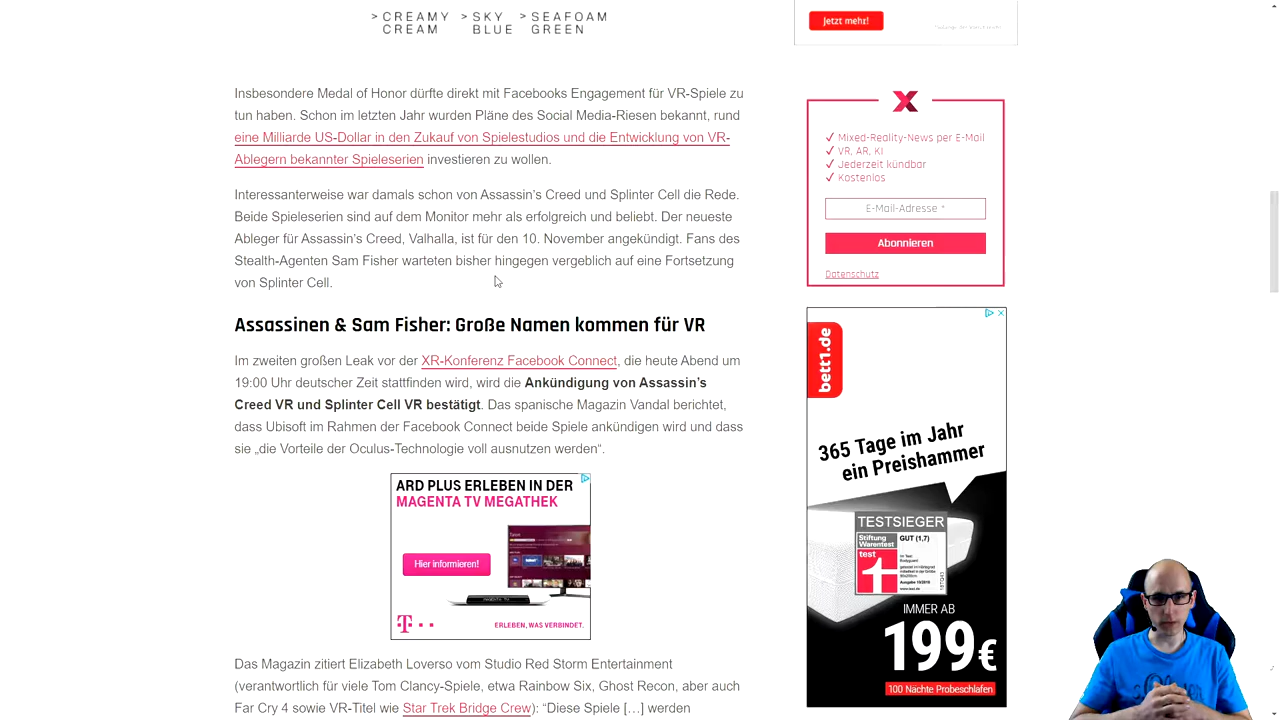 > CREAMY CREAM
> SKY BLUE
> SEAFOAM GREEN
Jetzt mehr!
Insbesondere Medal of Honor dürfte direkt mit Facebooks Engagement für VR-Spiele zu
tun haben. Schon im letzten Jahr wurden Pläne des Social Media-Riesen bekannt, rund
eine Milliarde US-Dollar in den Zukauf von Spielestudios und die Entwicklung von VR-
Ablegern bekannter Spieleserien investieren zu wollen.
Interessanterweise war damals schon von Assassin's Creed und Splinter Cell die Rede.
Beide Spieleserien sind auf dem Monitor mehr als erfolgreich und beliebt. Der neueste
Ableger für Assassin's Creed, Valhalla, ist für den 10. November angekündigt. Fans des
Stealth-Agenten Sam Fisher warteten bisher hingegen vergeblich auf eine Fortsetzung
von Splinter Cell.
Assassinen & Sam Fisher: Große Namen kommen für VR
Im zweiten großen Leak vor der XR-Konferenz Facebook Connect, die heute Abend um
19:00 Uhr deutscher Zeit stattfinden wird, wird die Ankündigung von Assassin's
Creed VR und Splinter Cell VR bestätigt. Das spanische Magazin Vandal berichtet,
dass Ubisoft im Rahmen der Facebook Connect beide Spiele ankündigen wird und dass
sie „die Vorteile der Oculus-Technologie voll ausnutzen werden“.
ARD PLUS ERLEBEN IN DER
MAGENTA TV MEGATHEK
Hier informieren!
MAGENTA TV
T
ERLEBEN, WAS VERBINDET.
Das Magazin zitiert Elizabeth Loverso vom Studio Red Storm Entertainment
(verantwortlich für viele Tom Clancy-Spiele, etwa Rainbow Six, Ghost Recon, aber auch
Far Cry 4 sowie VR-Titel wie Star Trek Bridge Crew): “Diese Spiele […] werden
X
✓ Mixed-Reality-News per E-Mail
✓ VR, AR, KI
✓ Jederzeit kündbar
✓ Kostenlos
E-Mail-Adresse *
Abonnieren
Datenschutz
bett1.de
365 Tage im Jahr
ein Preishammer
TESTSIEGER
Stiftung
Warentest
test
GUT (1,7)
IMMER AB
199€
100 Nächte Probeschlafen